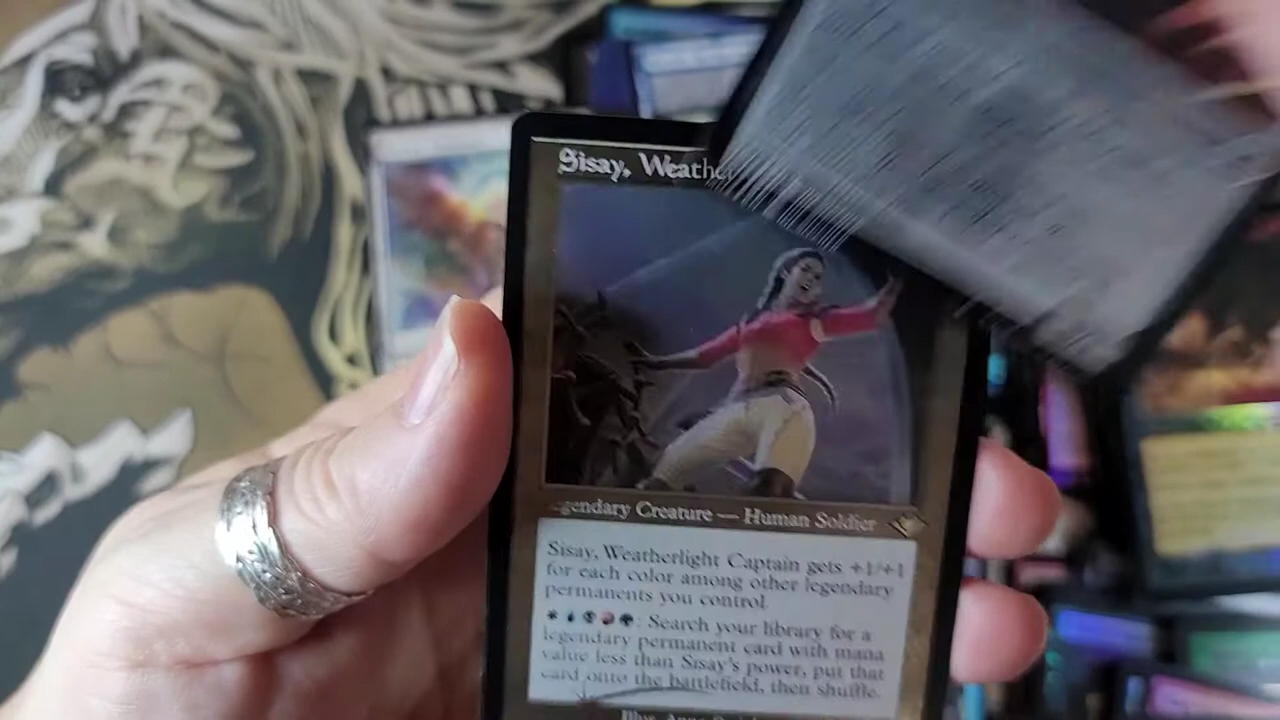 Sisay, Weathe
gendary Creature — Human Soldier
Sisay, Weatherlight Captain gets +1/+1
for each color among other legendary
permanents you control.
: Search your library for a
legendary permanent card with mana
value less than Sisay's power, put that
card onto the battlefield, then shuffle.